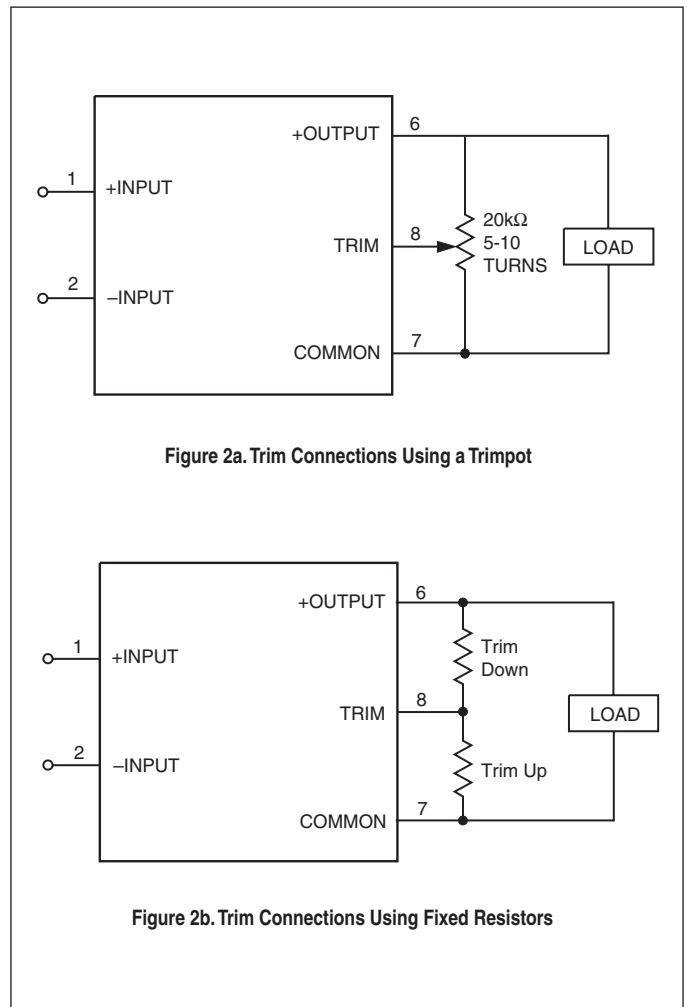 +OUTPUT
6
1
+INPUT
TRIM
8
20kΩ
5-10
TURNS
LOAD
2
–INPUT
COMMON
7
Figure 2a. Trim Connections Using a Trimpot
+OUTPUT
6
Trim
Down
1
+INPUT
TRIM
8
LOAD
2
–INPUT
Trim Up
COMMON
7
Figure 2b. Trim Connections Using Fixed Resistors